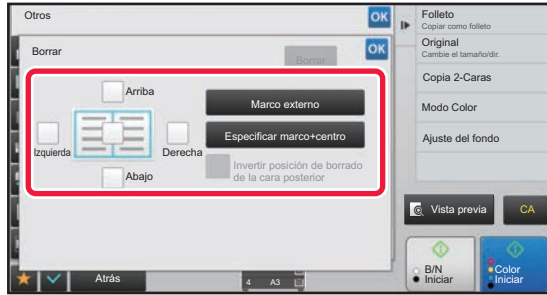 Otros
OK
Borrar
Borrar
OK
Arriba
Izquierda
Derecha
Abajo
Marco externo
Especificar marco+centro
Invertir posición de borrado
de la cara posterior
Atrás
4 A3
Folleto
Copiar como folleto
Original
Cambie el tamaño/dir.
Copia 2-Caras
Modo Color
Ajuste del fondo
Vista previa
CA
B/N
Iniciar
Color
Iniciar